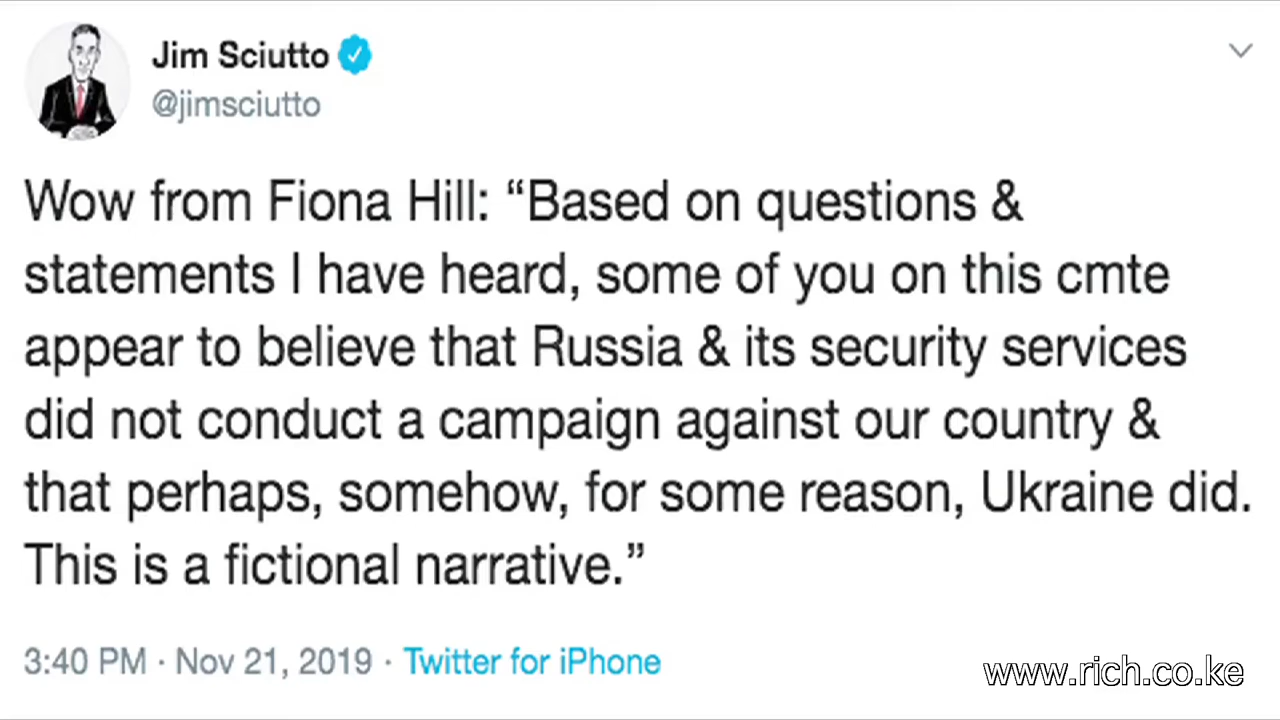 Jim Sciutto
@jimsciutto
Wow from Fiona Hill: “Based on questions &
statements I have heard, some of you on this cmte
appear to believe that Russia & its security services
did not conduct a campaign against our country &
that perhaps, somehow, for some reason, Ukraine did.
This is a fictional narrative.”
3:40 PM · Nov 21, 2019 · Twitter for iPhone
www.rich.co.ke